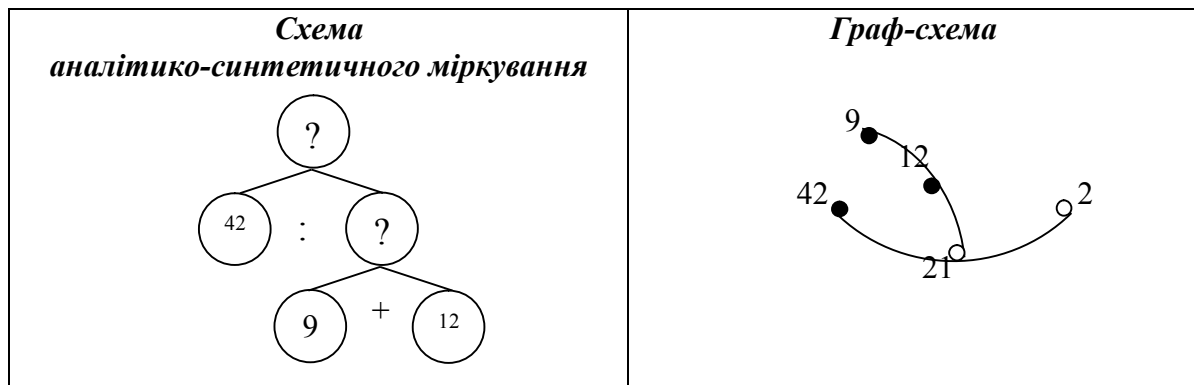 Схема
аналітико-синтетичного міркування
?
42 : ?
9 + 12
Граф-схема
9
12
42
2
21